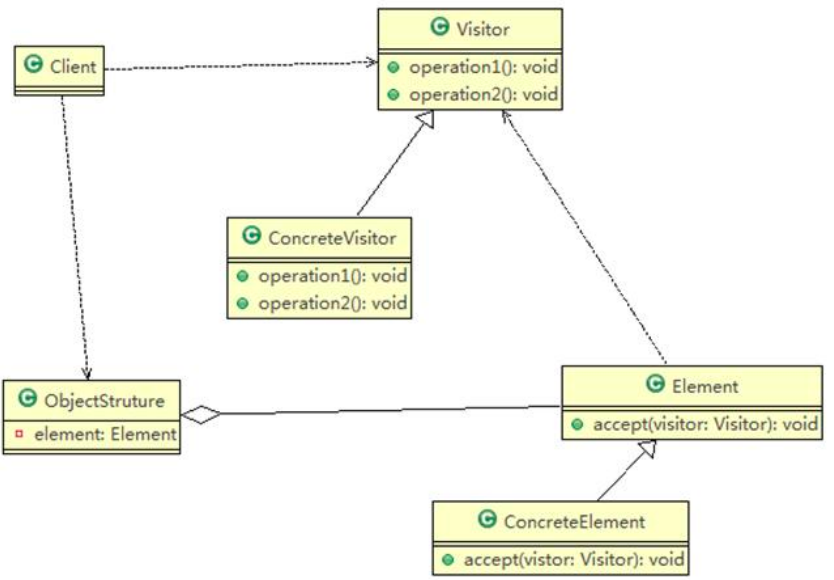 Visitor
operation1(): void
operation2(): void
Client
ConcreteVisitor
operation1(): void
operation2(): void
ObjectStruture
element: Element
Element
accept(visitor: Visitor): void
ConcreteElement
accept(vistor: Visitor): void